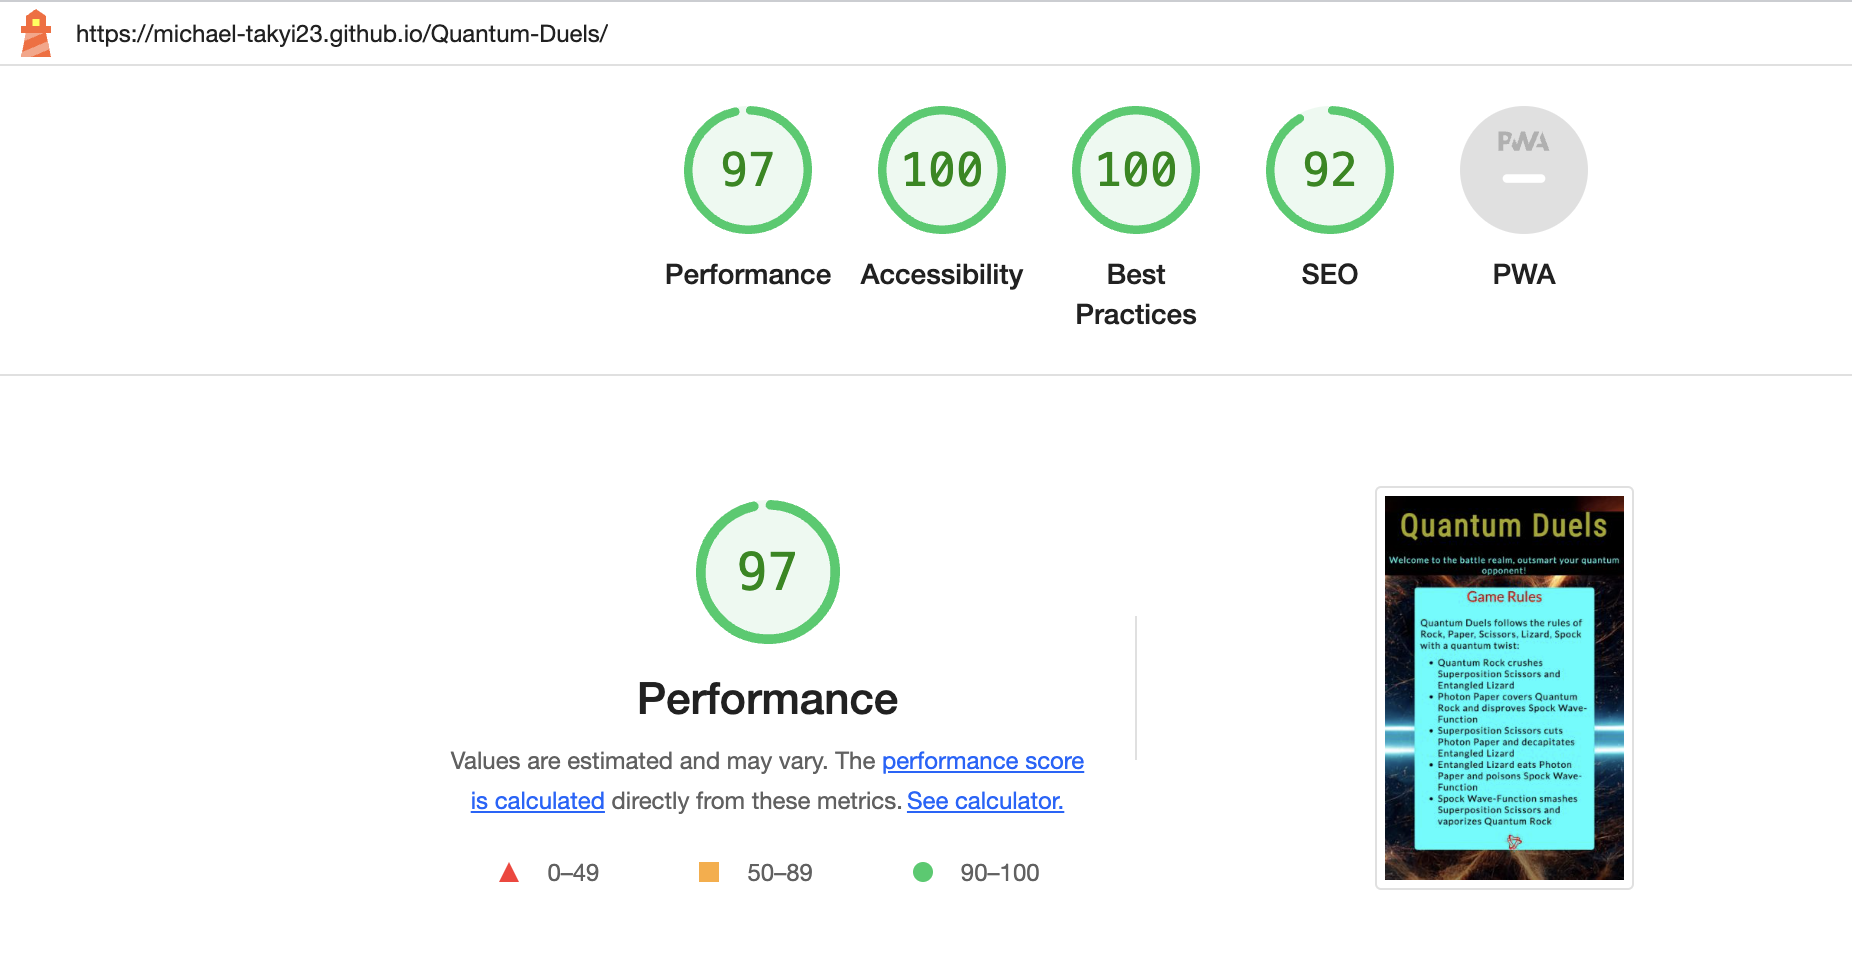 https://michael-takyi23.github.io/Quantum-Duels/
97
100
100
92
PWA
Performance
Accessibility
Best
Practices
SEO
PWA
97
Performance
Values are estimated and may vary. The performance score
is calculated directly from these metrics. See calculator.
0–49
50–89
90–100
Quantum Duels
Welcome to the battle realm, outsmart your quantum
opponent!
Game Rules
Quantum Duels follows the rules of
Rock, Paper, Scissors, Lizard, Spock
with a quantum twist:
• Quantum Rock crushes
Superposition Scissors and
Entangled Lizard
• Photon Paper covers Quantum
Rock and disproves Spock Wave-
Function
• Superposition Scissors cuts
Photon Paper and decapitates
Entangled Lizard
• Entangled Lizard eats Photon
Paper and poisons Spock Wave-
Function
• Spock Wave-Function smashes
Superposition Scissors and
vaporizes Quantum Rock